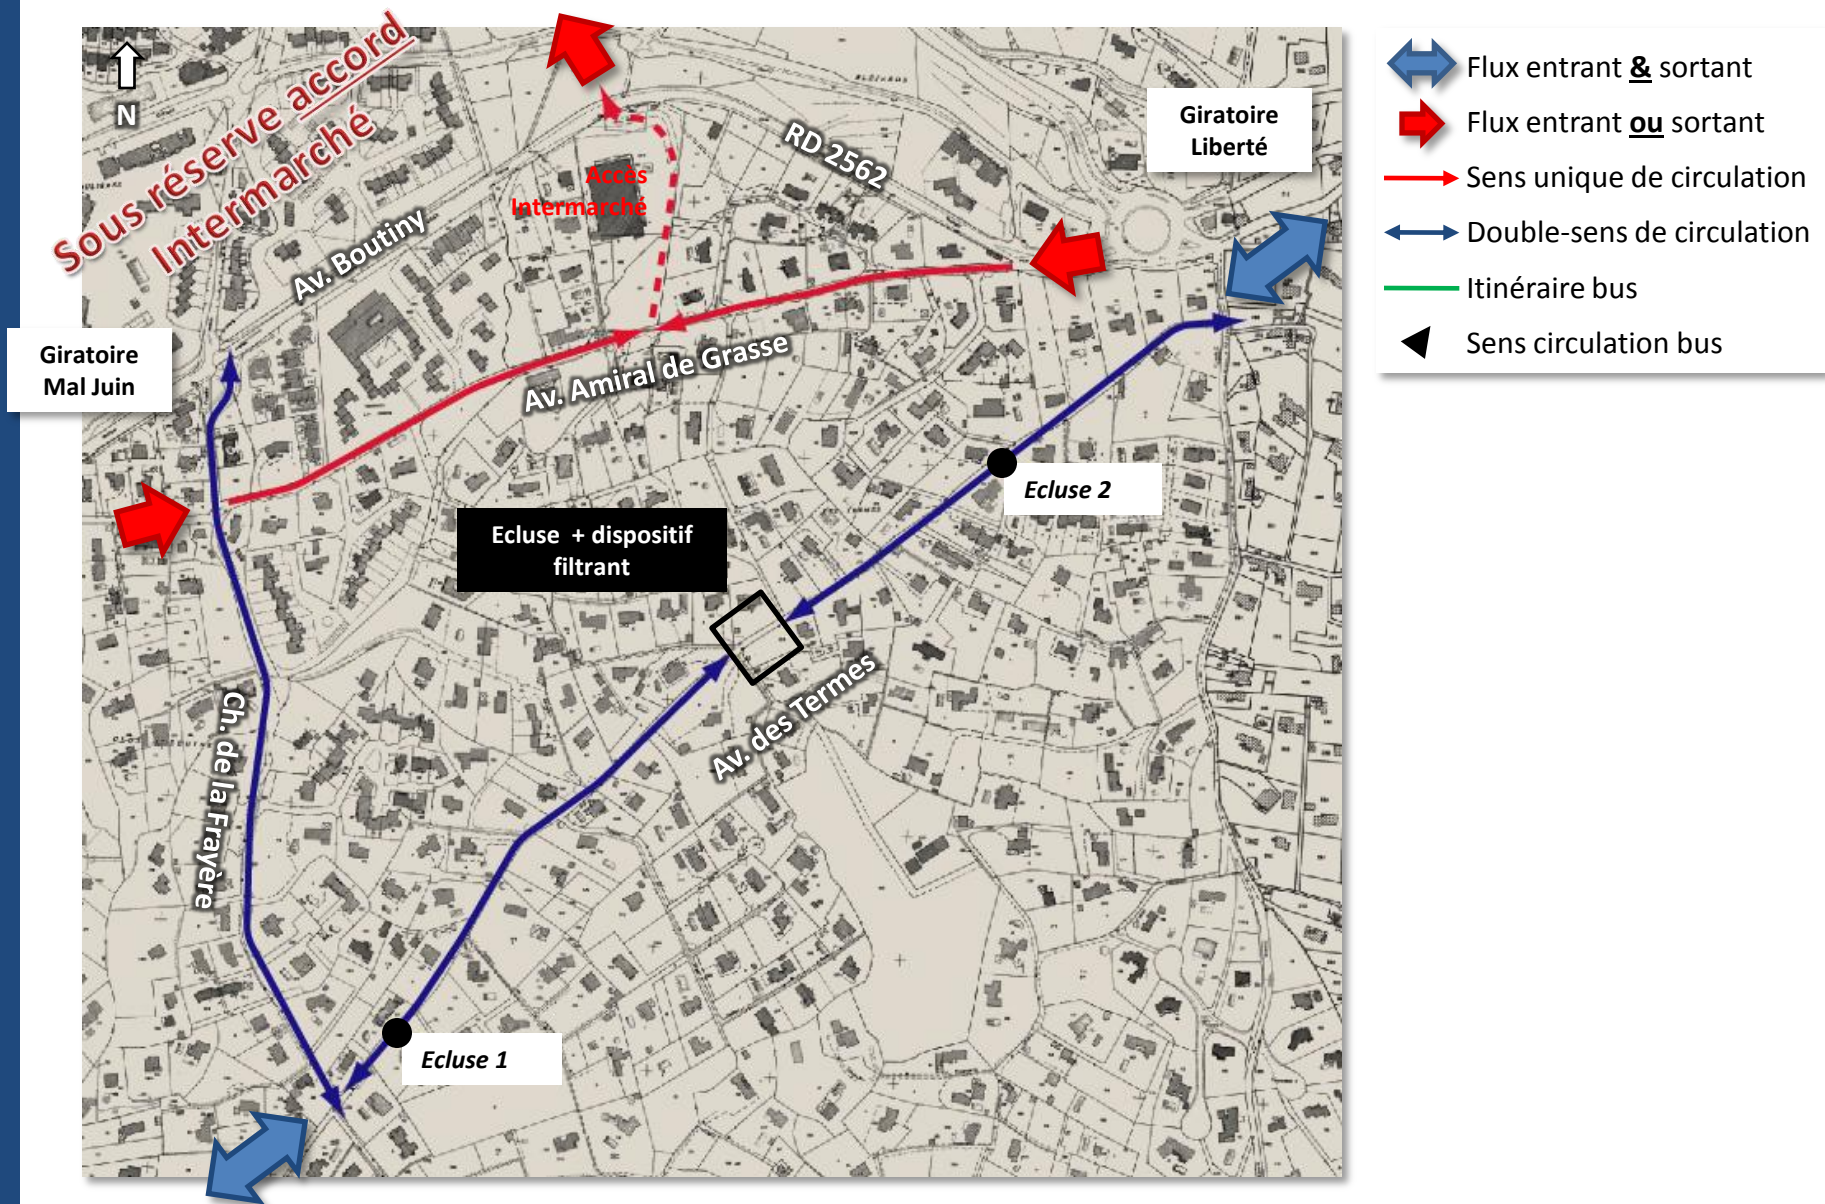 Sous réserve accord
Intermarché
N
Giratoire
Liberté
RD 2562
Accès
Intermarché
Av. Boutiny
Giratoire
Mal Juin
Av. Amiral de Grasse
Ecluse 2
Ecluse + dispositif
filtrant
Av. des Termes
Ch. de la Frayère
Ecluse 1
Flux entrant & sortant
Flux entrant ou sortant
Sens unique de circulation
Double-sens de circulation
Itinéraire bus
Sens circulation bus